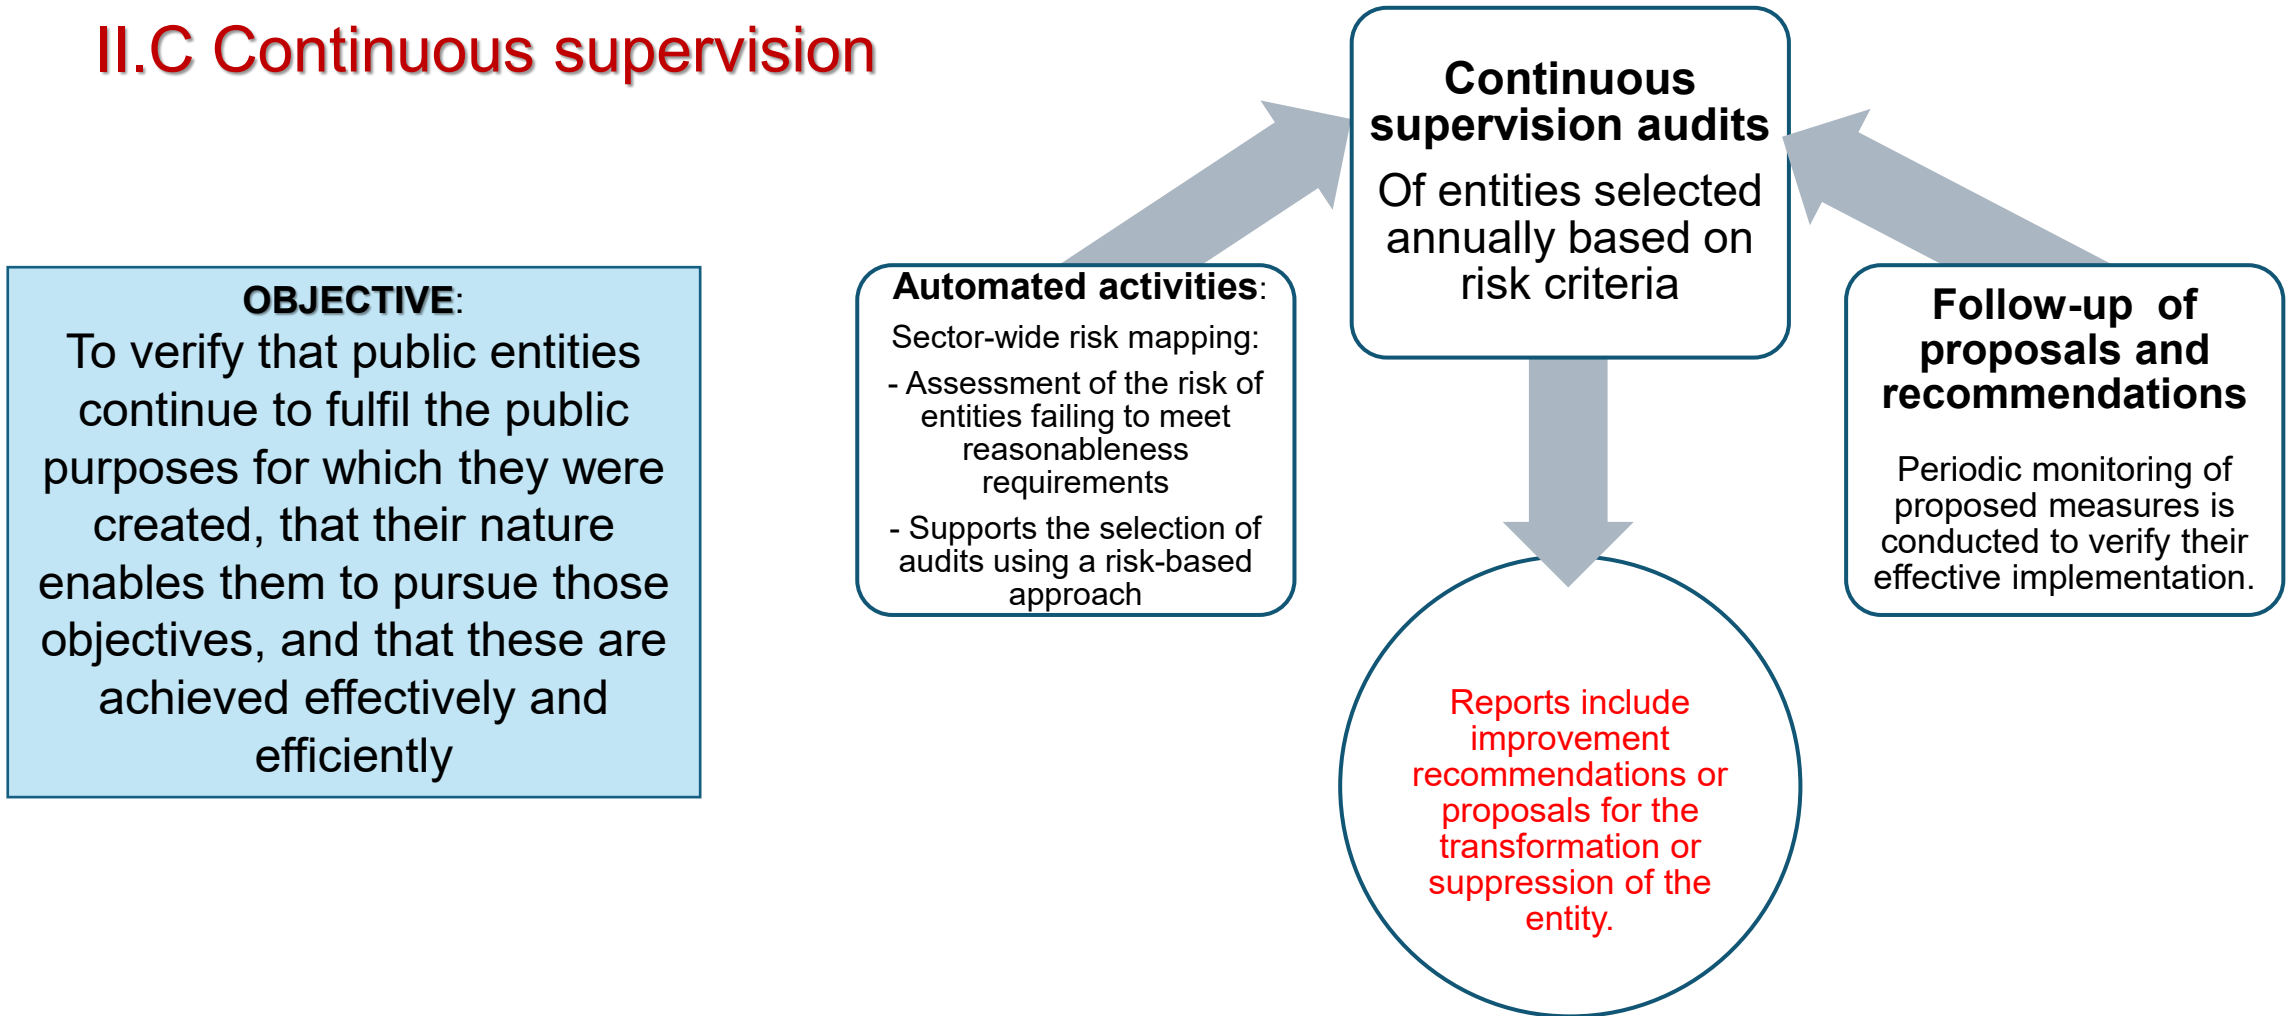 II.C Continuous supervision
OBJECTIVE:
To verify that public entities
continue to fulfil the public
purposes for which they were
created, that their nature
enables them to pursue those
objectives, and that these are
achieved effectively and
efficiently
Automated activities:
Sector-wide risk mapping:
- Assessment of the risk of
entities failing to meet
reasonableness
requirements
- Supports the selection of
audits using a risk-based
approach
Continuous
supervision audits
Of entities selected
annually based on
risk criteria
Follow-up of
proposals and
recommendations
Periodic monitoring of
proposed measures is
conducted to verify their
effective implementation.
Reports include
improvement
recommendations or
proposals for the
transformation or
suppression of the
entity.